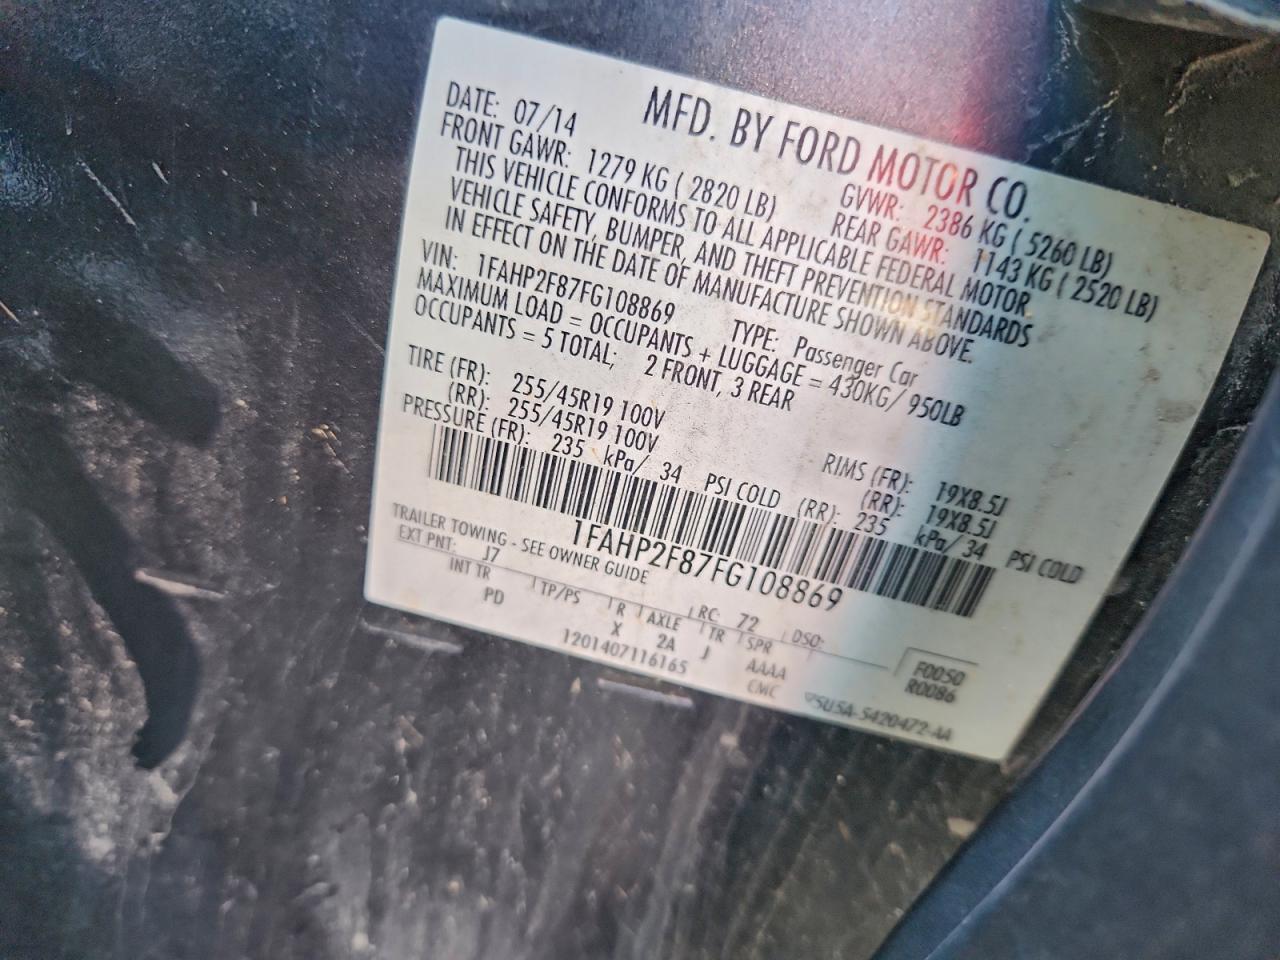 MFD. BY FORD MOTOR CO.
DATE: 07/14 GVWR: 2386 KG ( 5260 LB)
FRONT GAWR: 1279 KG ( 2820 LB) REAR GAWR: 1143 KG ( 2520 LB)
THIS VEHICLE CONFORMS TO ALL APPLICABLE FEDERAL MOTOR
VEHICLE SAFETY, BUMPER, AND THEFT PREVENTION STANDARDS
IN EFFECT ON THE DATE OF MANUFACTURE SHOWN ABOVE.
VIN: 1FAHP2F87FG108869 TYPE: Passenger Car
MAXIMUM LOAD = OCCUPANTS + LUGGAGE = 430KG/ 950LB
OCCUPANTS = 5 TOTAL; 2 FRONT, 3 REAR
TIRE (FR): 255/45R19 100V RIMS (FR): 19X8.5J
(RR): 255/45R19 100V (RR): 19X8.5J
PRESSURE (FR): 235 kPa/ 34 PSI COLD (RR): 235 kPa/ 34 PSI COLD
1FAHP2F87FG108869
TRAILER TOWING - SEE OWNER GUIDE
EXT PNT: J7 RC: 72 DSO:
INT TR TP/PS R AXLE TR SPR
PD X 2A J AAAA
1201407116165 CMC
F0050
R0086
5U5A-5420472-AA